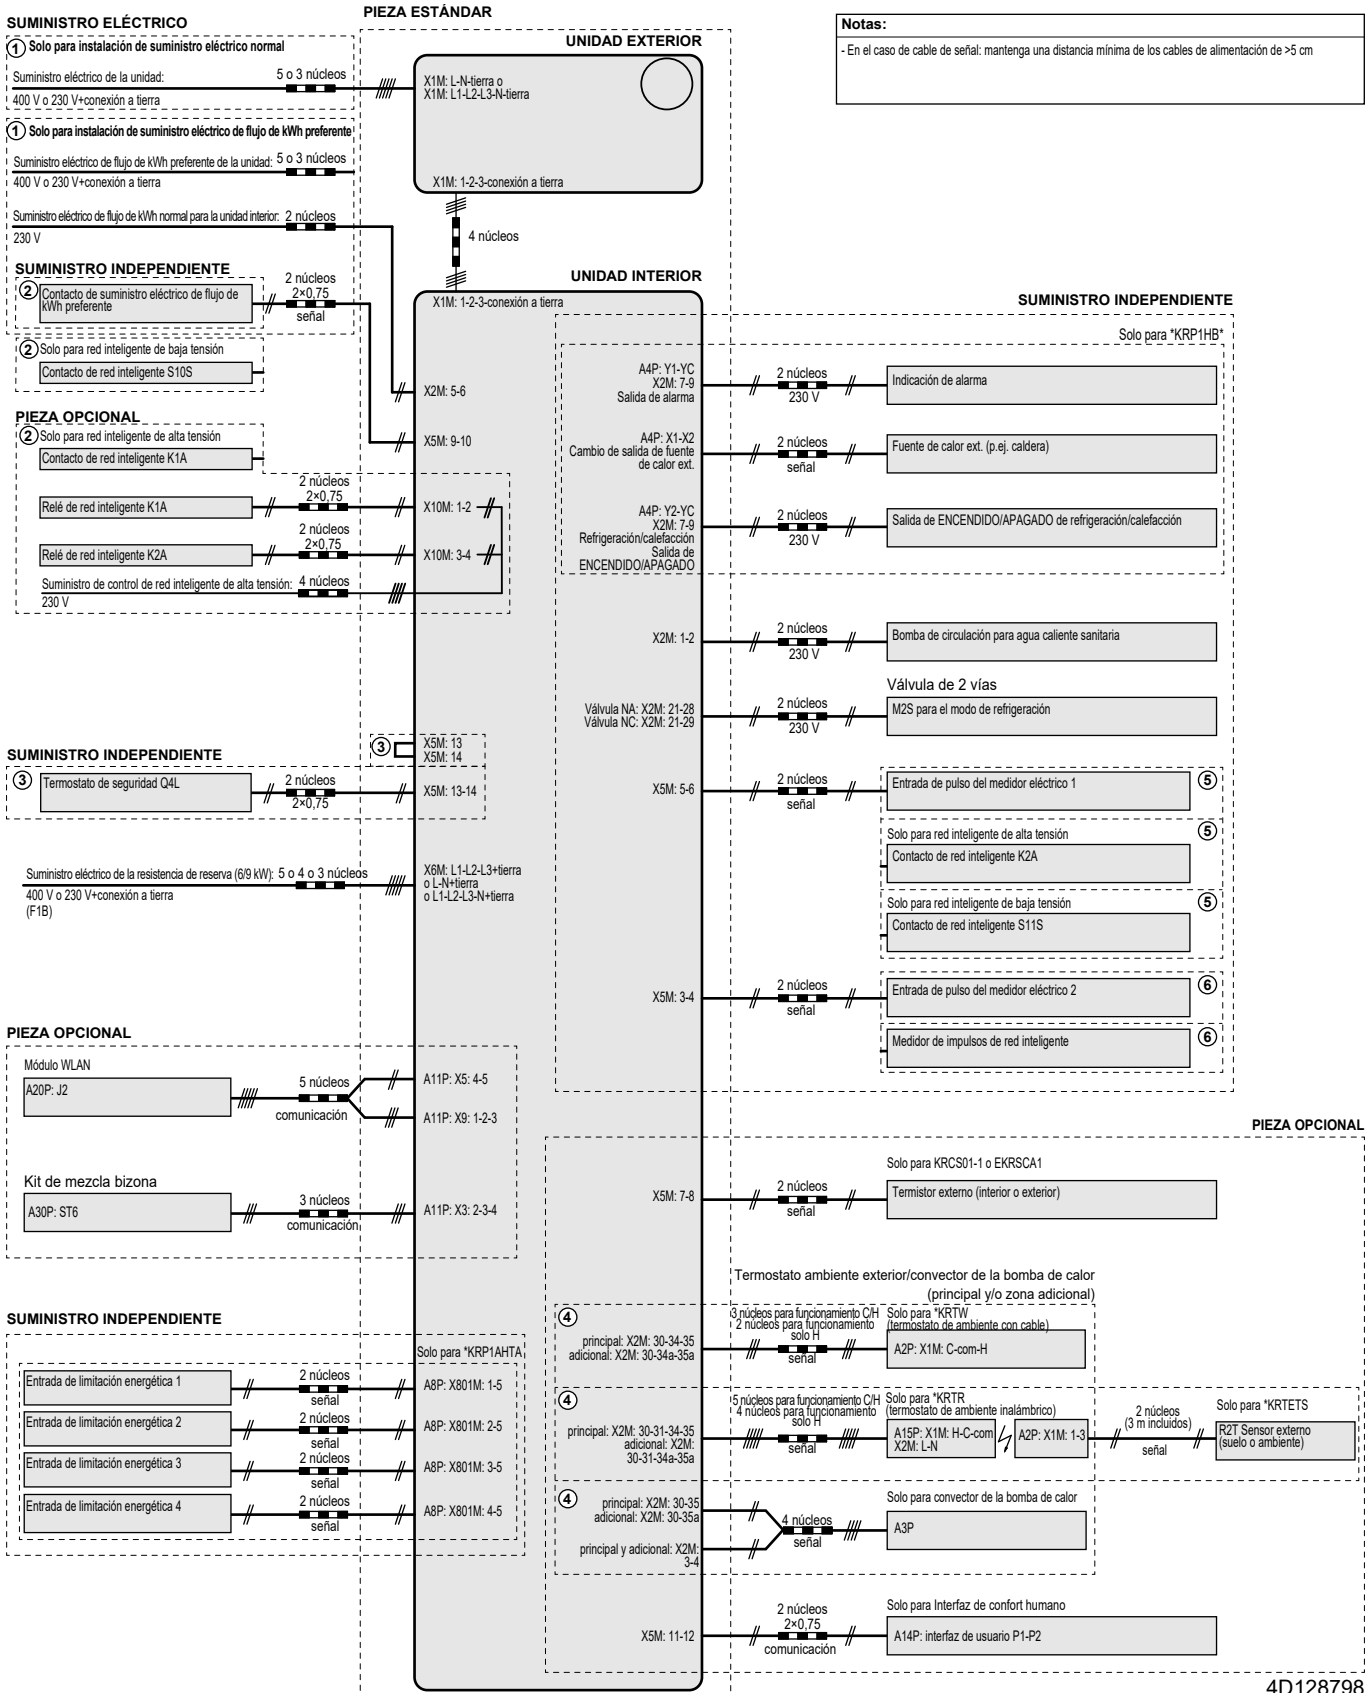 PIEZA ESTÁNDAR
SUMINISTRO ELÉCTRICO
1 Solo para instalación de suministro eléctrico normal
Suministro eléctrico de la unidad:
5 o 3 núcleos
400 V o 230 V+conexión a tierra
1 Solo para instalación de suministro eléctrico de flujo de kWh preferente
Suministro eléctrico de flujo de kWh preferente de la unidad:
5 o 3 núcleos
400 V o 230 V+conexión a tierra
Suministro eléctrico de flujo de kWh normal para la unidad interior:
2 núcleos
230 V
SUMINISTRO INDEPENDIENTE
2
Contacto de suministro eléctrico de flujo de
kWh preferente
2 núcleos
2×0,75
señal
2 Solo para red inteligente de baja tensión
Contacto de red inteligente S10S
PIEZA OPCIONAL
2 Solo para red inteligente de alta tensión
Contacto de red inteligente K1A
2 núcleos
2×0,75
Relé de red inteligente K1A
2 núcleos
2×0,75
Relé de red inteligente K2A
Suministro de control de red inteligente de alta tensión:
4 núcleos
230 V
SUMINISTRO INDEPENDIENTE
3
Termostato de seguridad Q4L
2 núcleos
2×0,75
Suministro eléctrico de la resistencia de reserva (6/9 kW):
5 o 4 o 3 núcleos
400 V o 230 V+conexión a tierra
(F1B)
PIEZA OPCIONAL
Módulo WLAN
A20P: J2
5 núcleos
comunicación
Kit de mezcla bizona
A30P: ST6
3 núcleos
comunicación
SUMINISTRO INDEPENDIENTE
Solo para *KRP1AHTA
Entrada de limitación energética 1
2 núcleos
señal
Entrada de limitación energética 2
2 núcleos
señal
Entrada de limitación energética 3
2 núcleos
señal
Entrada de limitación energética 4
2 núcleos
señal
UNIDAD EXTERIOR
X1M: L-N-tierra o
X1M: L1-L2-L3-N-tierra
X1M: 1-2-3-conexión a tierra
4 núcleos
UNIDAD INTERIOR
X1M: 1-2-3-conexión a tierra
X2M: 5-6
X5M: 9-10
X10M: 1-2
X10M: 3-4
3
X5M: 13
X5M: 14
X5M: 13-14
X6M: L1-L2-L3+tierra
o L-N+tierra
o L1-L2-L3-N+tierra
A11P: X5: 4-5
A11P: X9: 1-2-3
A11P: X3: 2-3-4
A8P: X801M: 1-5
A8P: X801M: 2-5
A8P: X801M: 3-5
A8P: X801M: 4-5
Notas:
- En el caso de cable de señal: mantenga una distancia mínima de los cables de alimentación de >5 cm
SUMINISTRO INDEPENDIENTE
Solo para *KRP1HB*
A4P: Y1-YC
X2M: 7-9
Salida de alarma
2 núcleos
230 V
Indicación de alarma
A4P: X1-X2
Cambio de salida de fuente
de calor ext.
2 núcleos
señal
Fuente de calor ext. (p.ej. caldera)
A4P: Y2-YC
X2M: 7-9
Refrigeración/calefacción
Salida de
ENCENDIDO/APAGADO
2 núcleos
230 V
Salida de ENCENDIDO/APAGADO de refrigeración/calefacción
X2M: 1-2
2 núcleos
230 V
Bomba de circulación para agua caliente sanitaria
Válvula de 2 vías
Válvula NA: X2M: 21-28
Válvula NC: X2M: 21-29
2 núcleos
230 V
M2S para el modo de refrigeración
X5M: 5-6
2 núcleos
señal
Entrada de pulso del medidor eléctrico 1
5
Solo para red inteligente de alta tensión
5
Contacto de red inteligente K2A
Solo para red inteligente de baja tensión
5
Contacto de red inteligente S11S
X5M: 3-4
2 núcleos
señal
Entrada de pulso del medidor eléctrico 2
6
Medidor de impulsos de red inteligente
6
PIEZA OPCIONAL
Solo para KRCS01-1 o EKRSCA1
X5M: 7-8
2 núcleos
señal
Termistor externo (interior o exterior)
Termostato ambiente exterior/convector de la bomba de calor
(principal y/o zona adicional)
4
principal: X2M: 30-34-35
adicional: X2M: 30-34a-35a
3 núcleos para funcionamiento C/H
2 núcleos para funcionamiento
solo H
señal
Solo para *KRTW
(termostato de ambiente con cable)
A2P: X1M: C-com-H
4
principal: X2M: 30-31-34-35
adicional: X2M:
30-31-34a-35a
5 núcleos para funcionamiento C/H
4 núcleos para funcionamiento
solo H
señal
Solo para *KRTR
(termostato de ambiente inalámbrico)
A15P: X1M: H-C-com
X2M: L-N
A2P: X1M: 1-3
2 núcleos
(3 m incluidos)
señal
Solo para *KRTETS
R2T Sensor externo
(suelo o ambiente)
4
principal: X2M: 30-35
adicional: X2M: 30-35a
principal y adicional: X2M:
3-4
4 núcleos
señal
Solo para convector de la bomba de calor
A3P
X5M: 11-12
2 núcleos
2×0,75
comunicación
Solo para Interfaz de confort humano
A14P: interfaz de usuario P1-P2
4D128798